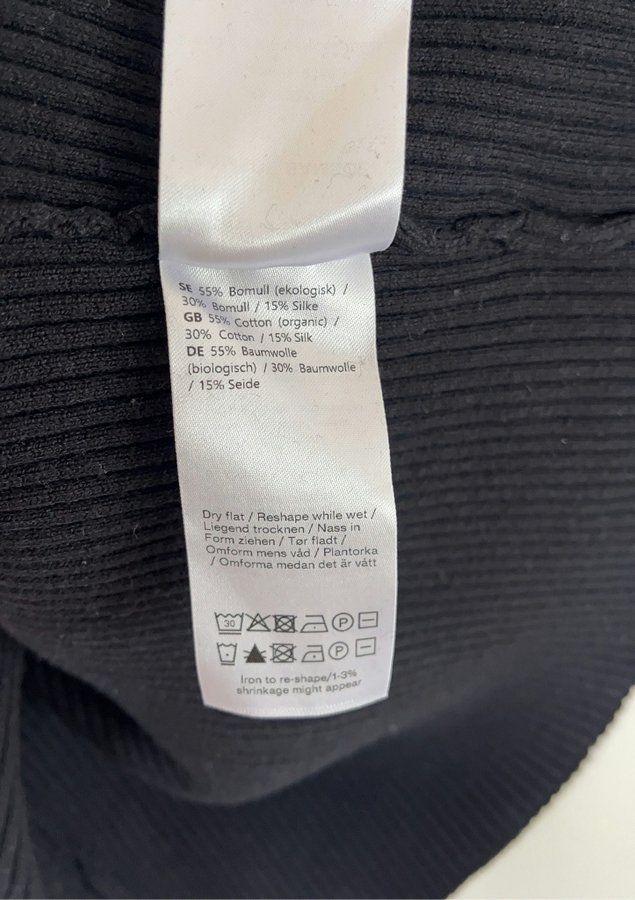 SE 55% Bomull (ekologisk) /
30% Bomull / 15% Silke
GB 55% Cotton (organic) /
30% Cotton / 15% Silk
DE 55% Baumwolle
(biologisch) / 30% Baumwolle
/ 15% Seide
Dry flat / Reshape while wet /
Liegend trocknen / Nass in
Form ziehen / Tør fladt /
Omform mens våd / Plantorka
/ Omforma medan det är vått
30 P
P
Iron to re-shape/1-3%
shrinkage might appear